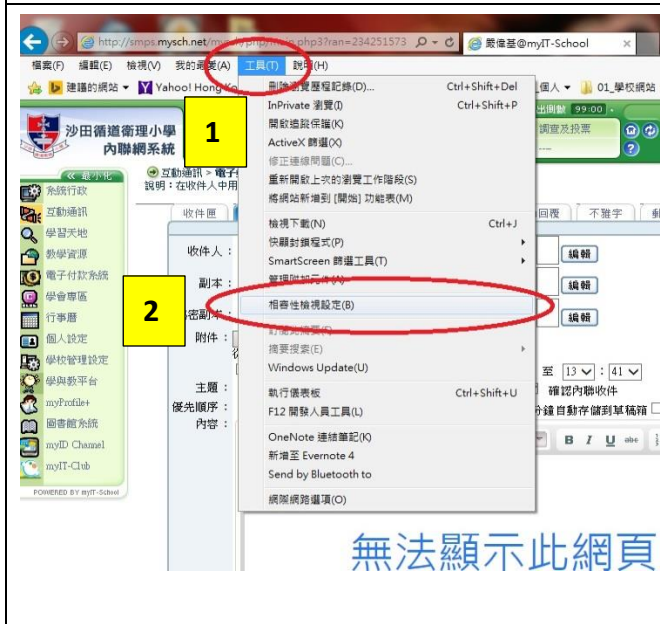 http://smps.mysch.net/myit/php/main.php3?ran=234251573
嚴偉基@myIT-School
檔案(F) 編輯(E) 檢視(V) 我的最愛(A) 工具(T) 說明(H)
建議的網站 Yahoo! Hong
個人 01_學校網站
1
沙田循道衛理小學
內聯網系統
99:00
調查及投票
最小化
系統行政
互動通訊
學習天地
教學資源
電子付款系統
學會專區
行事曆
個人設定
學校管理設定
學與教平台
myProfile+
圖書館系統
myID Channel
myIT-Club
POWERED BY myIT-School
互動通訊 > 電子
說明：在收件人中用
收件匣
回覆 不雅字 郵
收件人：
編輯
副本：
編輯
2
密副本：
編輯
附件：
主題：
優先順序：
內容：
至 13 : 41
確認內聯收件
分鐘自動存儲到草稿箱
B I U abc
刪除瀏覽歷程記錄(D)... Ctrl+Shift+Del
InPrivate 瀏覽(I) Ctrl+Shift+P
開啟追蹤保護(K)
ActiveX 篩選(X)
修正連線問題(C)...
重新開啟上次的瀏覽工作階段(S)
將網站新增到 [開始] 功能表(M)
檢視下載(N) Ctrl+J
快顯封鎖程式(P)
SmartScreen 篩選工具(T)
管理附加元件(A)
相容性檢視設定(B)
訂閱此摘要(F)...
摘要搜索(E)
Windows Update(U)
執行儀表板 Ctrl+Shift+U
F12 開發人員工具(L)
OneNote 連結筆記(K)
新增至 Evernote 4
Send by Bluetooth to
網際網路選項(O)
無法顯示此網頁